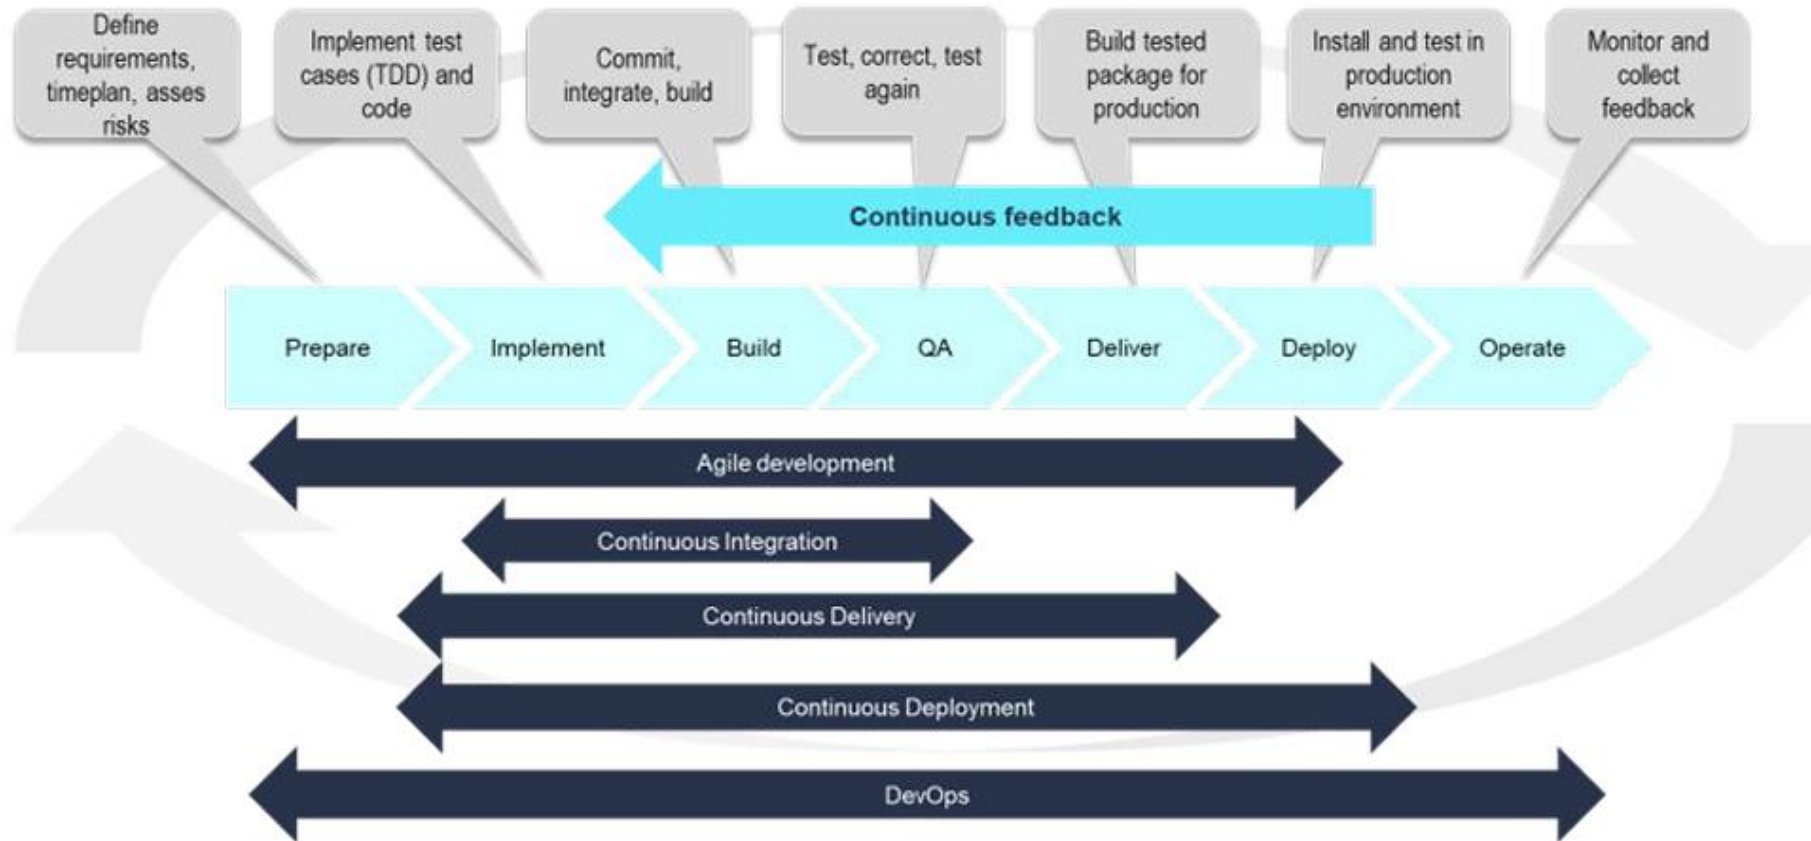 Define
requirements,
timeplan, asses
risks
Implement test
cases (TDD) and
code
Commit,
integrate, build
Test, correct, test
again
Build tested
package for
production
Install and test in
production
environment
Monitor and
collect
feedback
Continuous feedback
Prepare
Implement
Build
QA
Deliver
Deploy
Operate
Agile development
Continuous Integration
Continuous Delivery
Continuous Deployment
DevOps